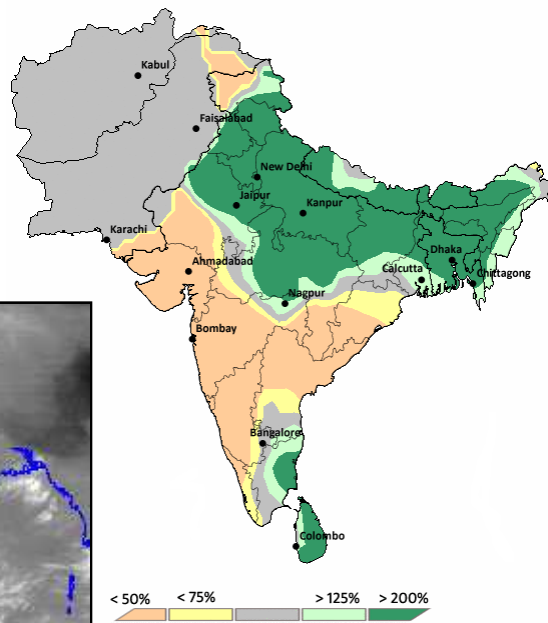 Kabul
Faisalabad
New Delhi
Jaipur
Kanpur
Karachi
Dhaka
Ahmadabad
Calcutta
Chittagong
Nagpur
Bombay
Bangalore
Colombo
< 50% < 75% > 125% > 200%